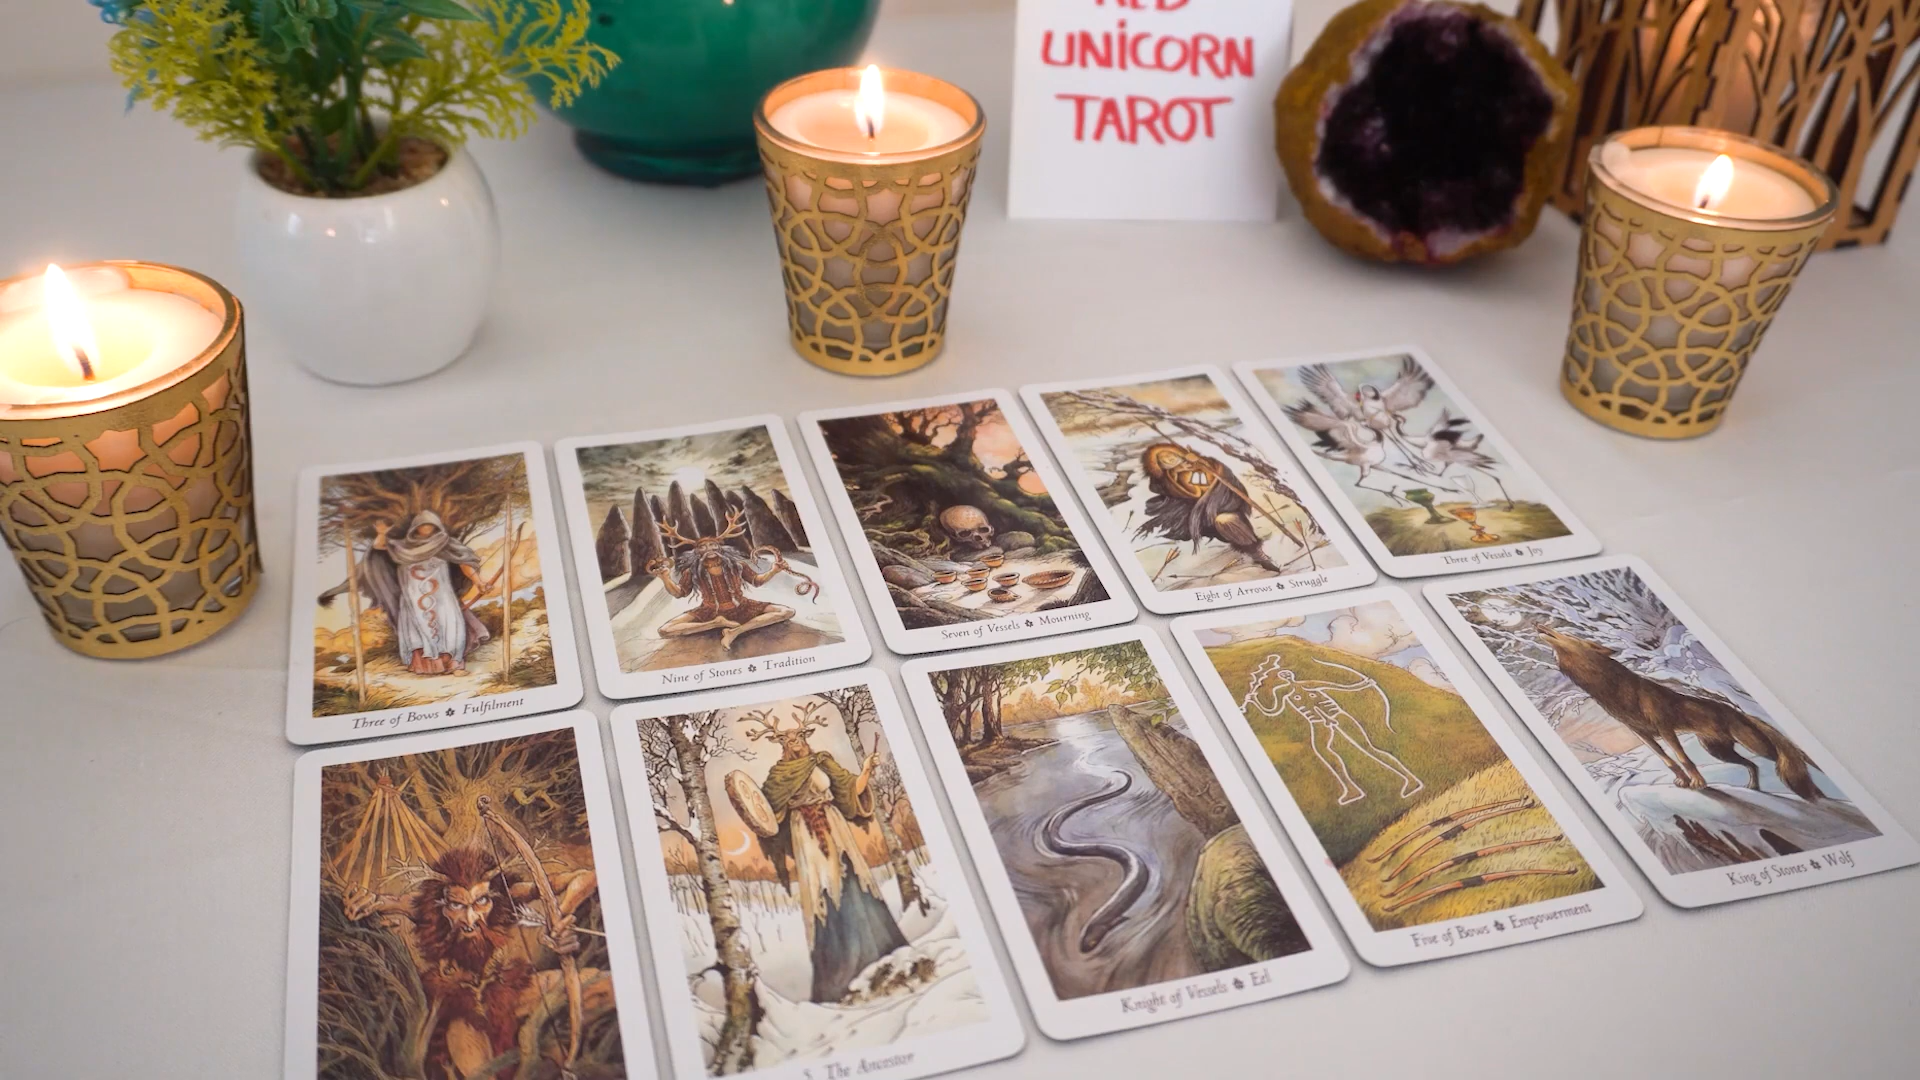 RED
UNiCORN
TAROT
Three of Bows Fulfilment
Nine of Stones Tradition
Seven of Vessels Mourning
Eight of Arrows Struggle
Three of Vessels Joy
5. The Ancestor
Knight of Vessels Eel
Five of Bows Empowerment
King of Stones Wolf